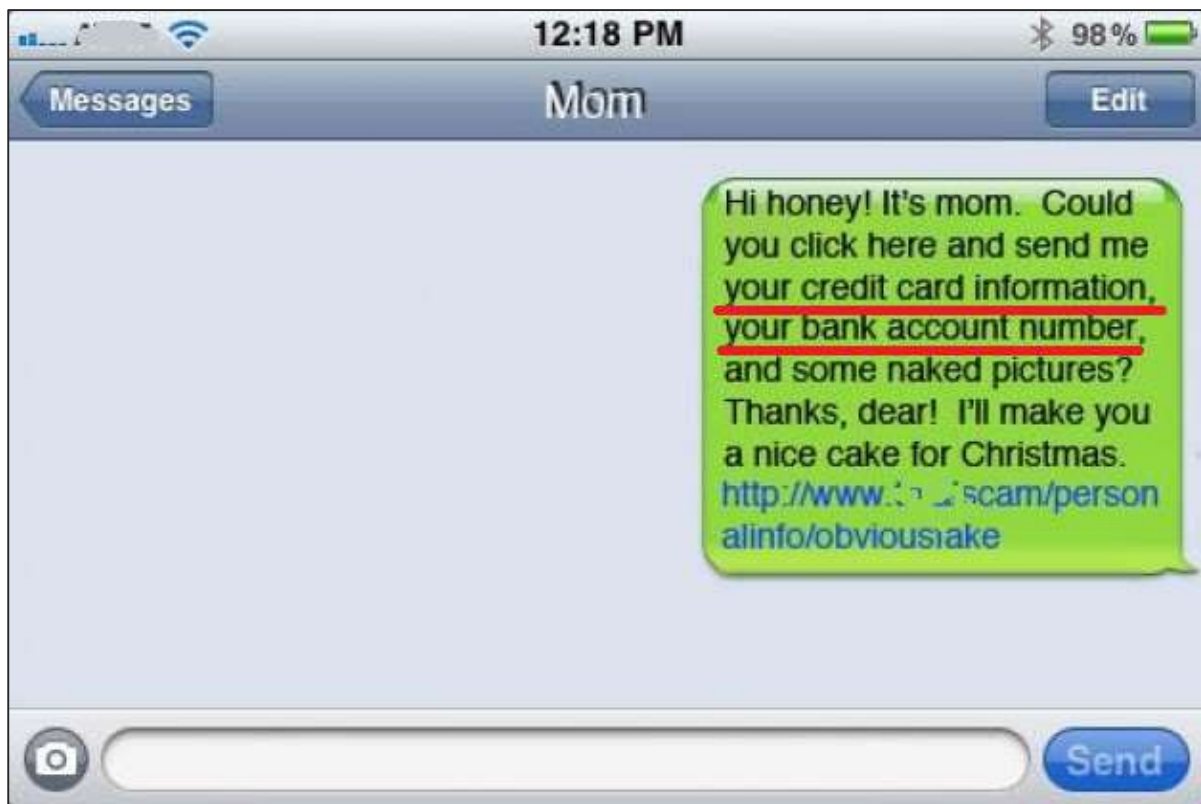 12:18 PM
98%
Messages
Mom
Edit
Hi honey! It's mom. Could
you click here and send me
your credit card information,
your bank account number,
and some naked pictures?
Thanks, dear! I'll make you
a nice cake for Christmas.
scam/person
Send